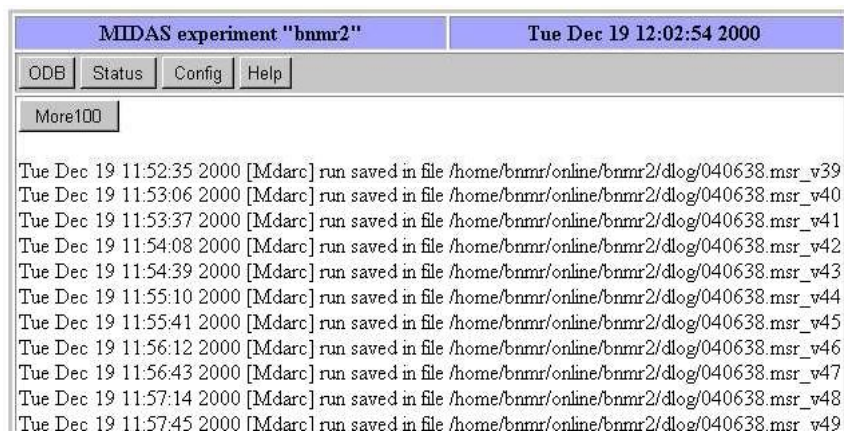 MIDAS experiment "bnmr2" Tue Dec 19 12:02:54 2000
ODB Status Config Help
More100
Tue Dec 19 11:52:35 2000 [Mdarc] run saved in file /home/bnmr/online/bnmr2/dlog/040638.msr_v39
Tue Dec 19 11:53:06 2000 [Mdarc] run saved in file /home/bnmr/online/bnmr2/dlog/040638.msr_v40
Tue Dec 19 11:53:37 2000 [Mdarc] run saved in file /home/bnmr/online/bnmr2/dlog/040638.msr_v41
Tue Dec 19 11:54:08 2000 [Mdarc] run saved in file /home/bnmr/online/bnmr2/dlog/040638.msr_v42
Tue Dec 19 11:54:39 2000 [Mdarc] run saved in file /home/bnmr/online/bnmr2/dlog/040638.msr_v43
Tue Dec 19 11:55:10 2000 [Mdarc] run saved in file /home/bnmr/online/bnmr2/dlog/040638.msr_v44
Tue Dec 19 11:55:41 2000 [Mdarc] run saved in file /home/bnmr/online/bnmr2/dlog/040638.msr_v45
Tue Dec 19 11:56:12 2000 [Mdarc] run saved in file /home/bnmr/online/bnmr2/dlog/040638.msr_v46
Tue Dec 19 11:56:43 2000 [Mdarc] run saved in file /home/bnmr/online/bnmr2/dlog/040638.msr_v47
Tue Dec 19 11:57:14 2000 [Mdarc] run saved in file /home/bnmr/online/bnmr2/dlog/040638.msr_v48
Tue Dec 19 11:57:45 2000 [Mdarc] run saved in file /home/bnmr/online/bnmr2/dlog/040638.msr_v49